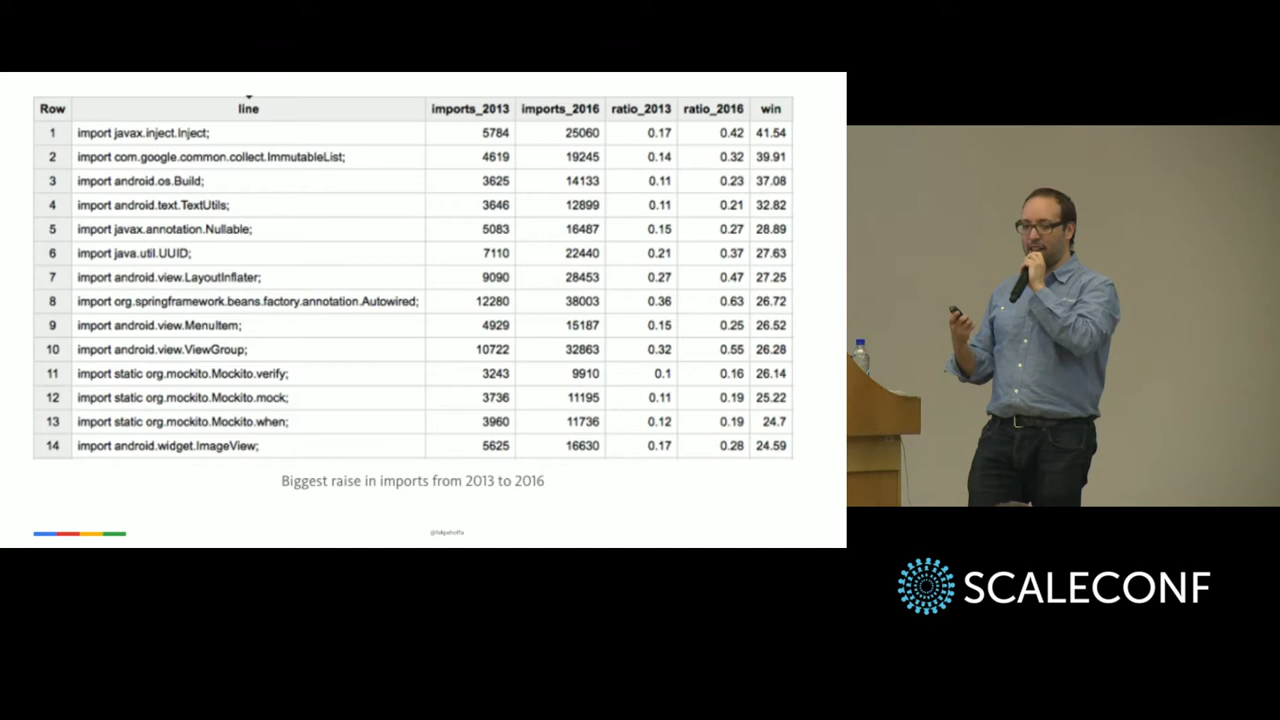 Row line imports_2013 imports_2016 ratio_2013 ratio_2016 win
1 import javax.inject.Inject; 5784 25060 0.17 0.42 41.54
2 import com.google.common.collect.ImmutableList; 4619 19245 0.14 0.32 39.91
3 import android.os.Build; 3625 14133 0.11 0.23 37.08
4 import android.text.TextUtils; 3646 12899 0.11 0.21 32.82
5 import javax.annotation.Nullable; 5083 16487 0.15 0.27 28.89
6 import java.util.UUID; 7110 22440 0.21 0.37 27.63
7 import android.view.LayoutInflater; 9090 28453 0.27 0.47 27.25
8 import org.springframework.beans.factory.annotation.Autowired; 12280 38003 0.36 0.63 26.72
9 import android.view.MenuItem; 4929 15187 0.15 0.25 26.52
10 import android.view.ViewGroup; 10722 32863 0.32 0.55 26.28
11 import static org.mockito.Mockito.verify; 3243 9910 0.1 0.16 26.14
12 import static org.mockito.Mockito.mock; 3736 11195 0.11 0.19 25.22
13 import static org.mockito.Mockito.when; 3960 11736 0.12 0.19 24.7
14 import android.widget.ImageView; 5625 16630 0.17 0.28 24.59
Biggest raise in imports from 2013 to 2016
@felipehoffa
SCALECONF